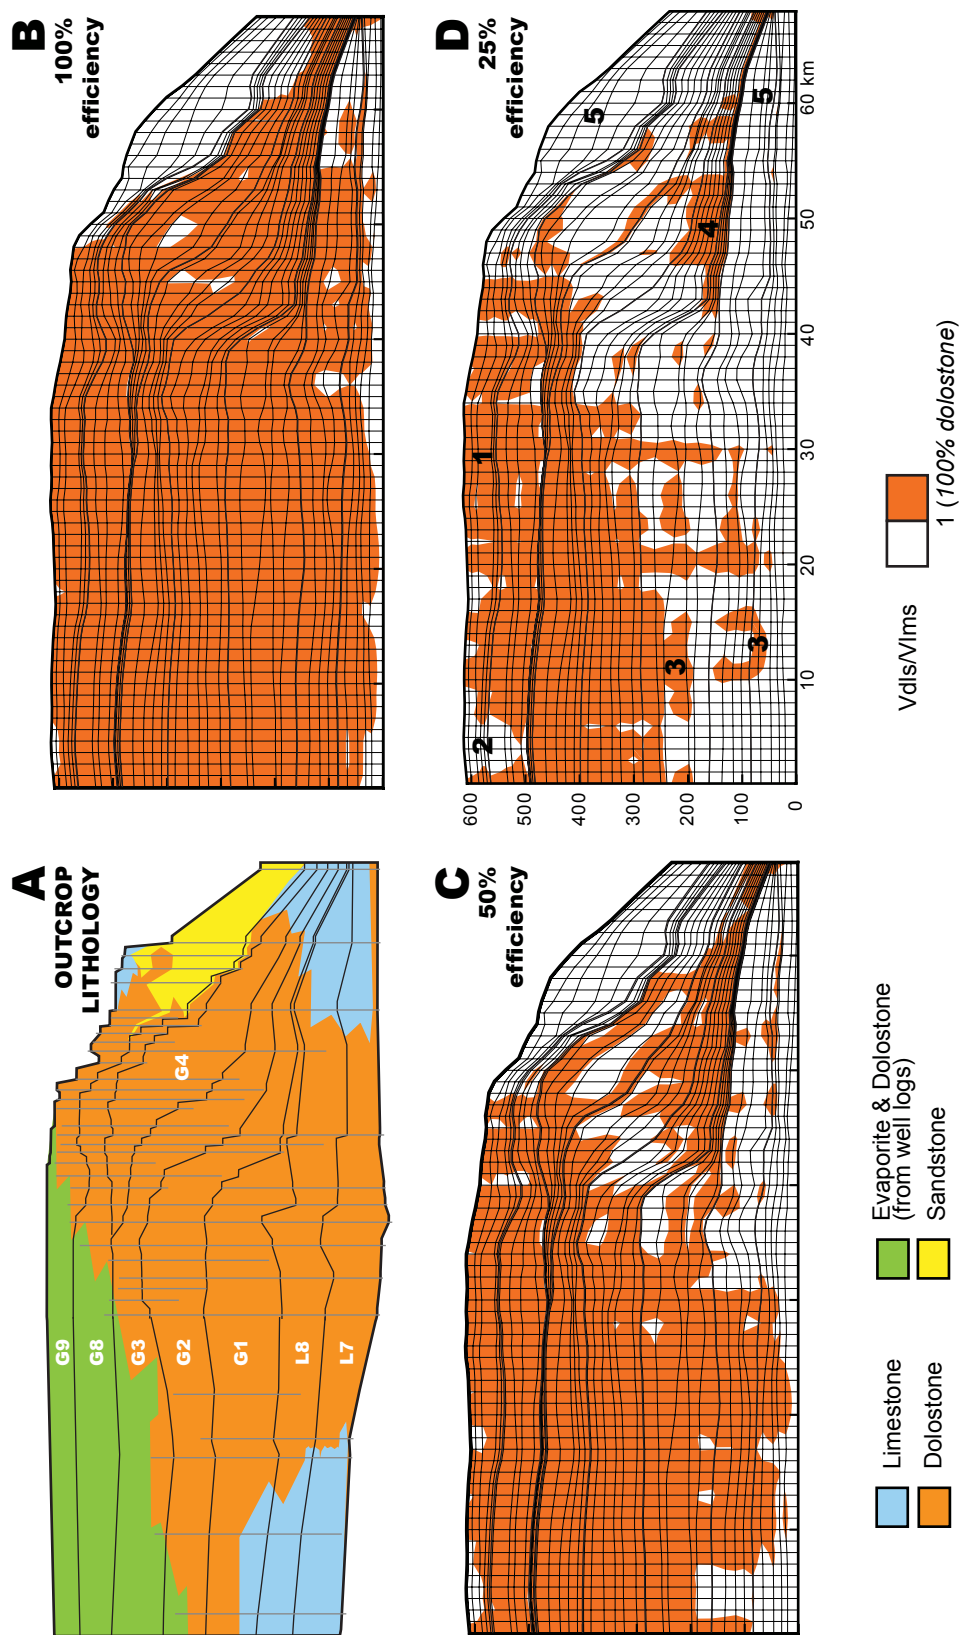 A
OUTCROP
LITHOLOGY
G9
G8
G3
G2
G1
L8
L7
G4
B
100%
efficiency
C
50%
efficiency
D
25%
efficiency
600
500
400
300
200
100
0
10
20
30
40
50
60 km
1
2
3
3
4
5
5
Limestone
Dolostone
Evaporite & Dolostone
(from well logs)
Sandstone
Vdls/Vlms
1 (100% dolostone)